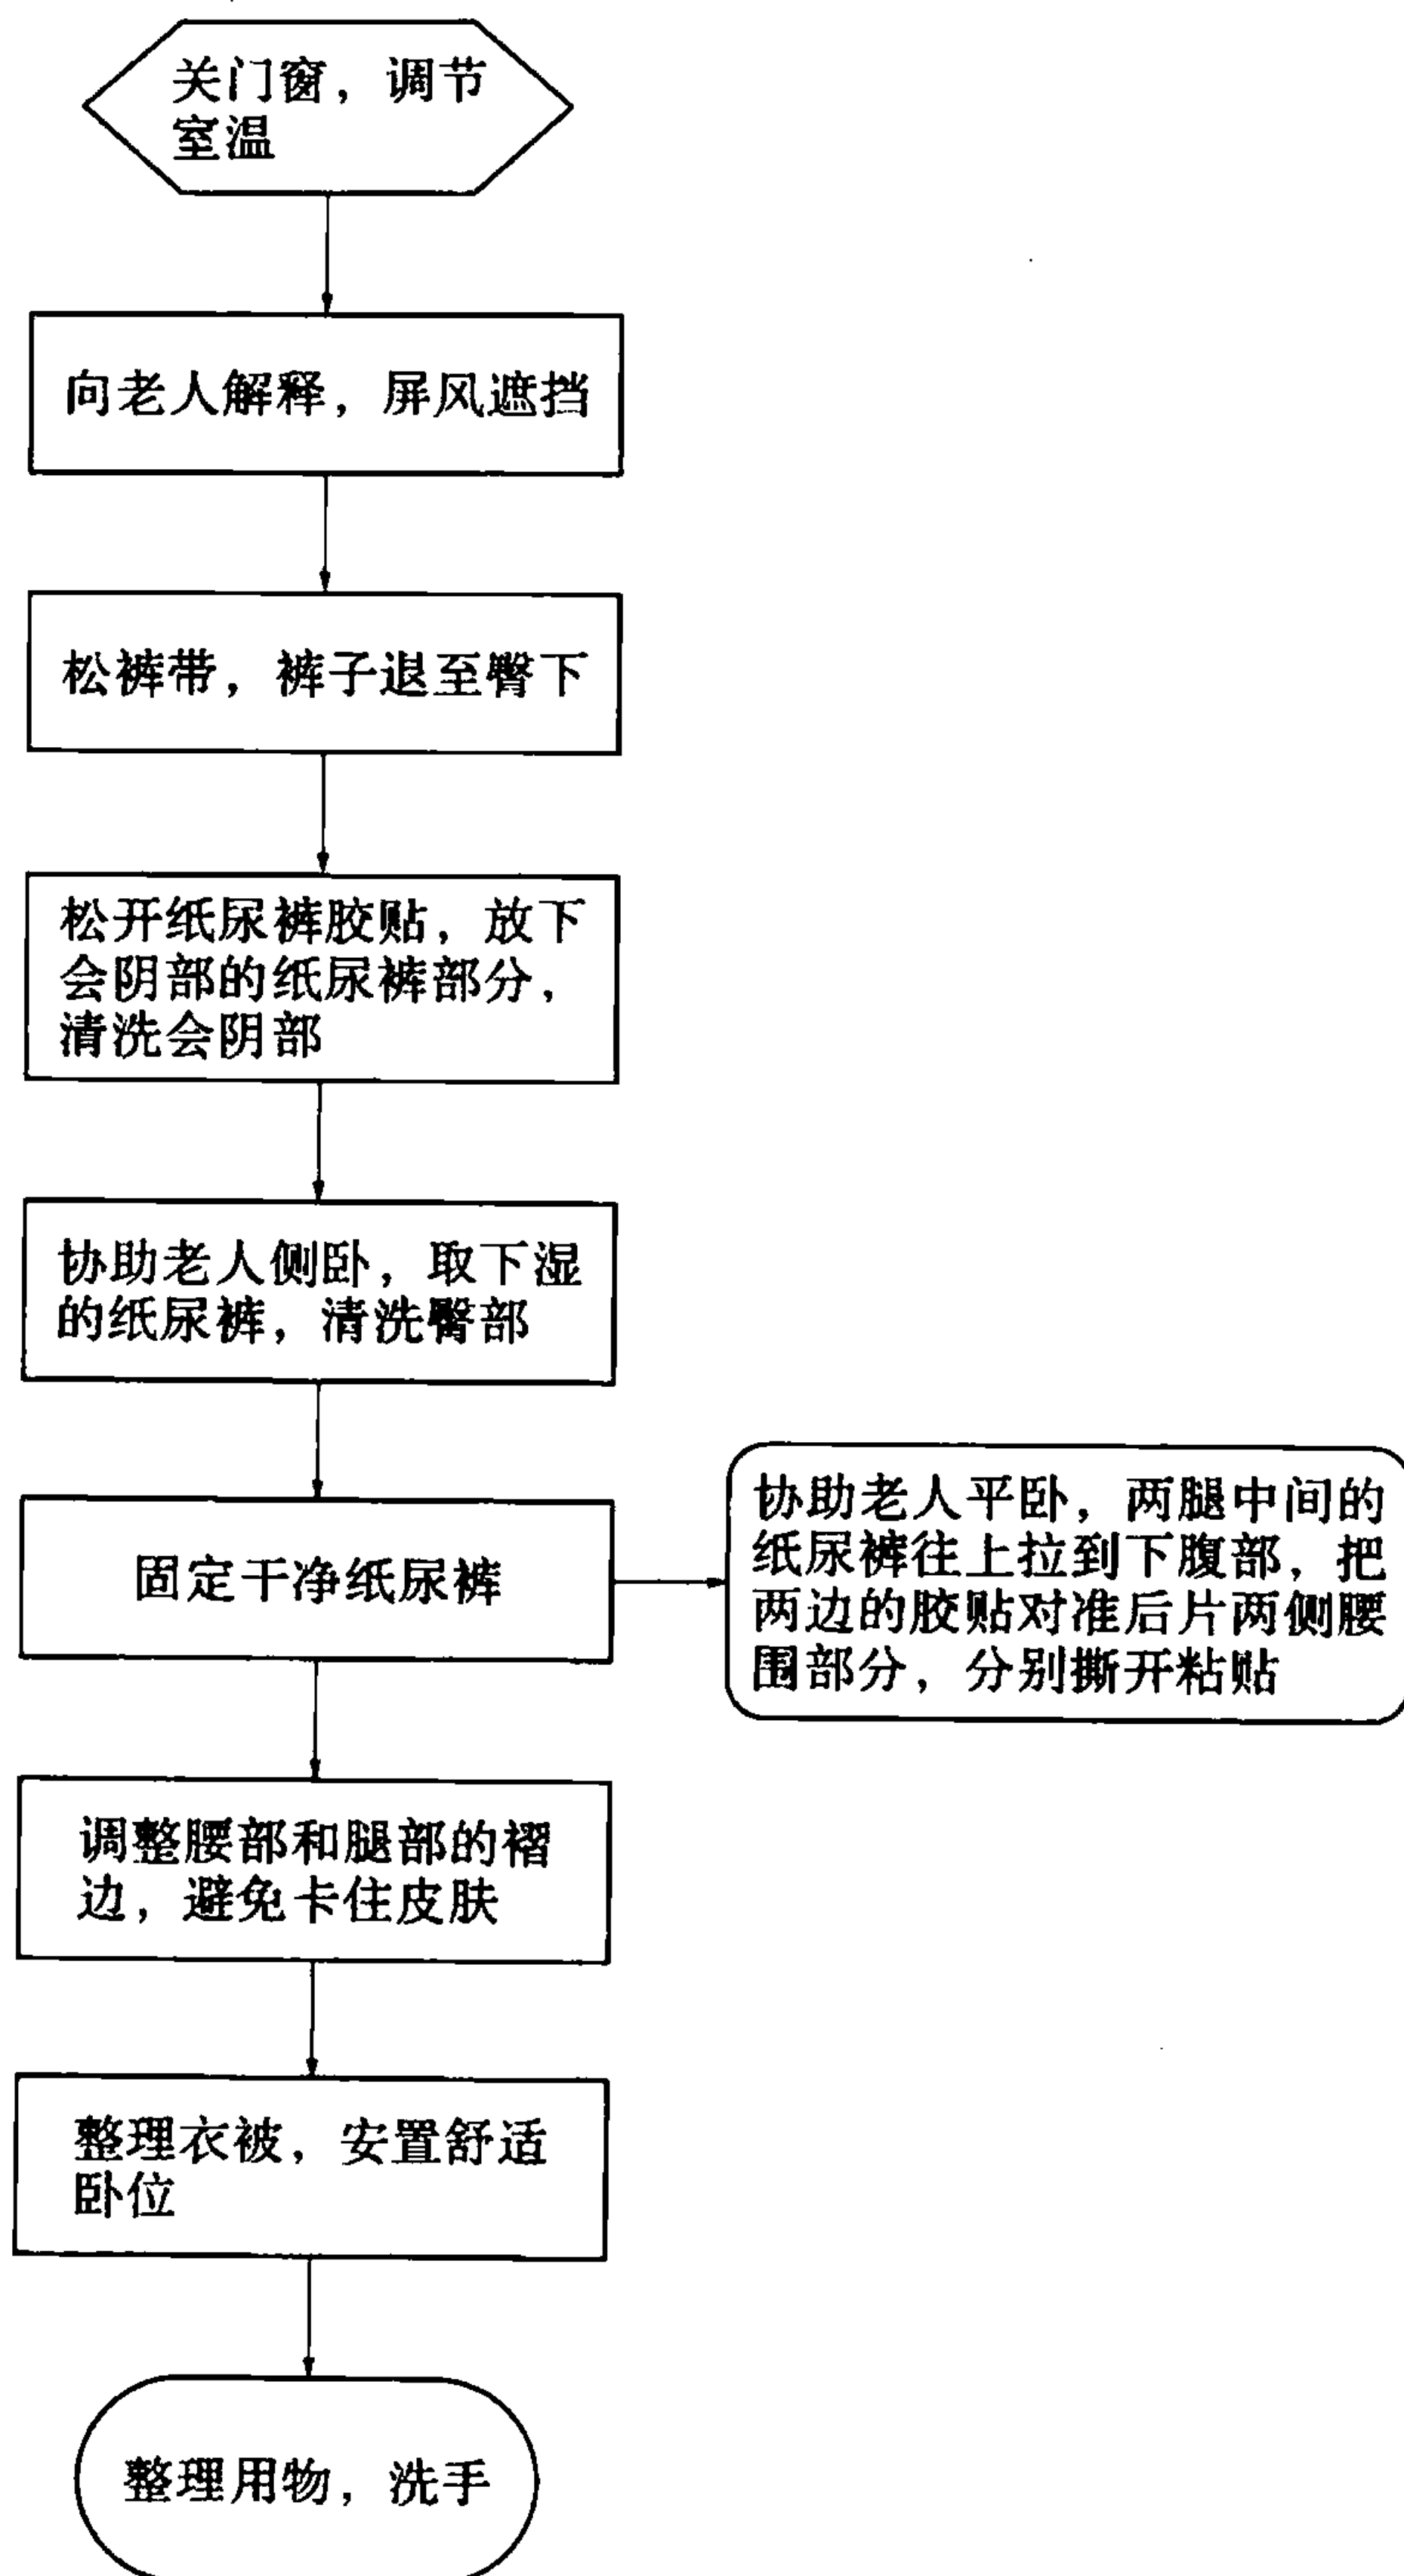 关门窗，调节
室温
向老人解释，屏风遮挡
松裤带，裤子退至臀下
松开纸尿裤胶贴，放下
会阴部的纸尿裤部分，
清洗会阴部
协助老人侧卧，取下湿
的纸尿裤，清洗臀部
固定干净纸尿裤
协助老人平卧，两腿中间的
纸尿裤往上拉到下腹部，把
两边的胶贴对准后片两侧腰
围部分，分别撕开粘贴
调整腰部和腿部的褶
边，避免卡住皮肤
整理衣被，安置舒适
卧位
整理用物，洗手